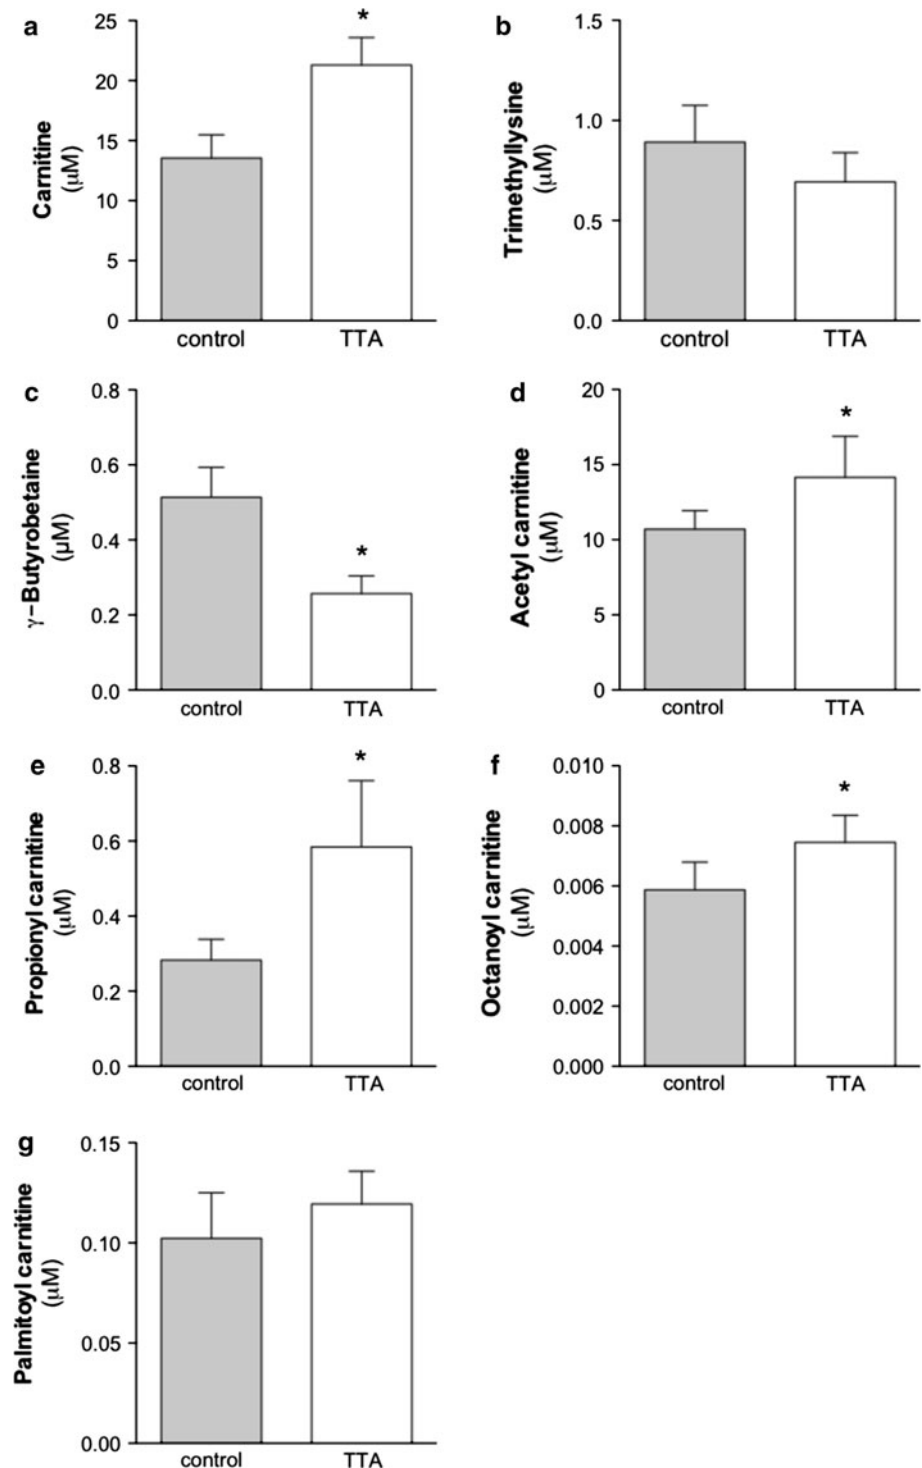 a
Carnitine
(μM)
25
20
15
10
5
0
*
control TTA
b
Trimethyllysine
(μM)
1.5
1.0
0.5
0.0
control TTA
c
γ-Butyrobetaine
(μM)
0.8
0.6
0.4
0.2
0.0
*
control TTA
d
Acetyl carnitine
(μM)
20
15
10
5
0
*
control TTA
e
Propionyl carnitine
(μM)
0.8
0.6
0.4
0.2
0.0
*
control TTA
f
Octanoyl carnitine
(μM)
0.010
0.008
0.006
0.004
0.002
0.000
*
control TTA
g
Palmitoyl carnitine
(μM)
0.15
0.10
0.05
0.00
control TTA